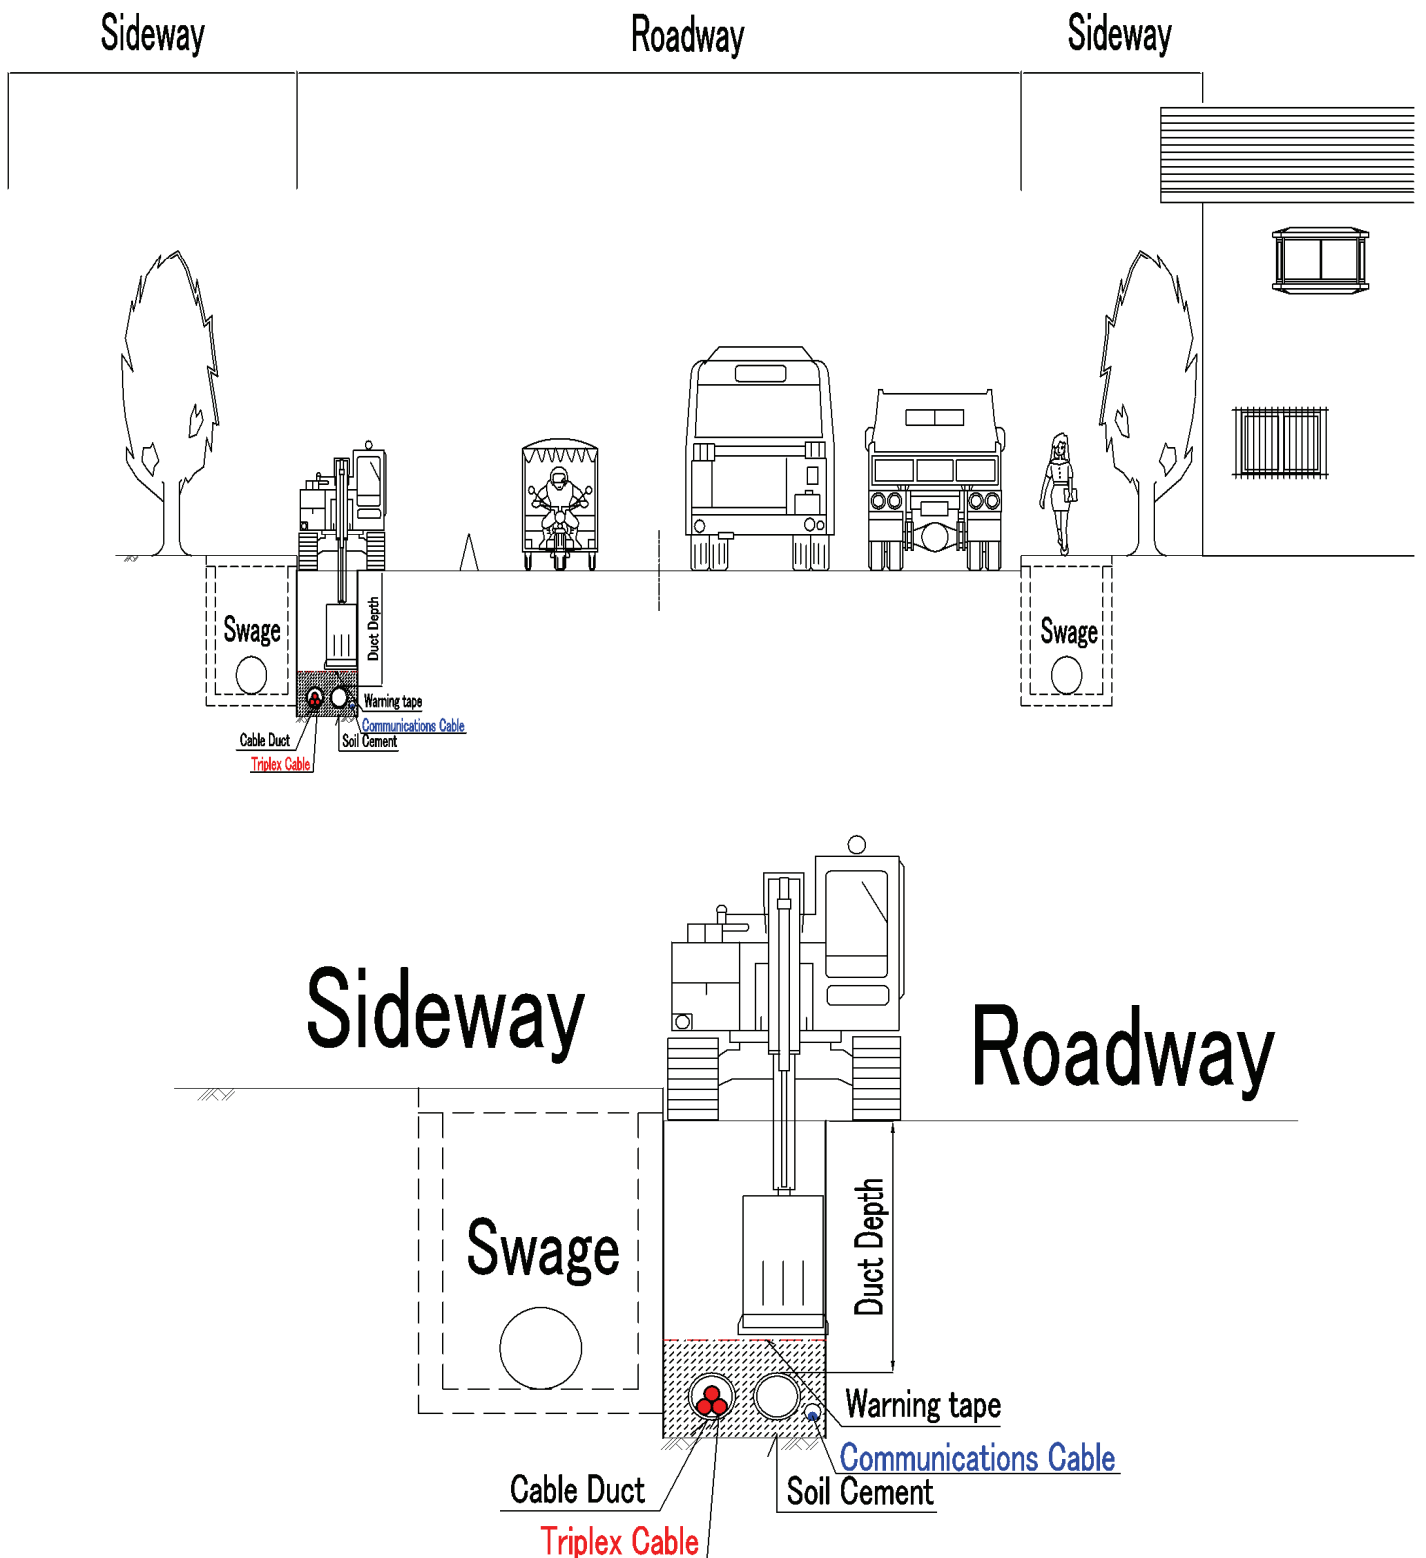 Sideway
Roadway
Sideway
Swage
Duct Depth
Swage
Warning tape
Communications Cable
Cable Duct
Soil Cement
Triplex Cable
Sideway
Roadway
Swage
Duct Depth
Warning tape
Communications Cable
Cable Duct
Soil Cement
Triplex Cable